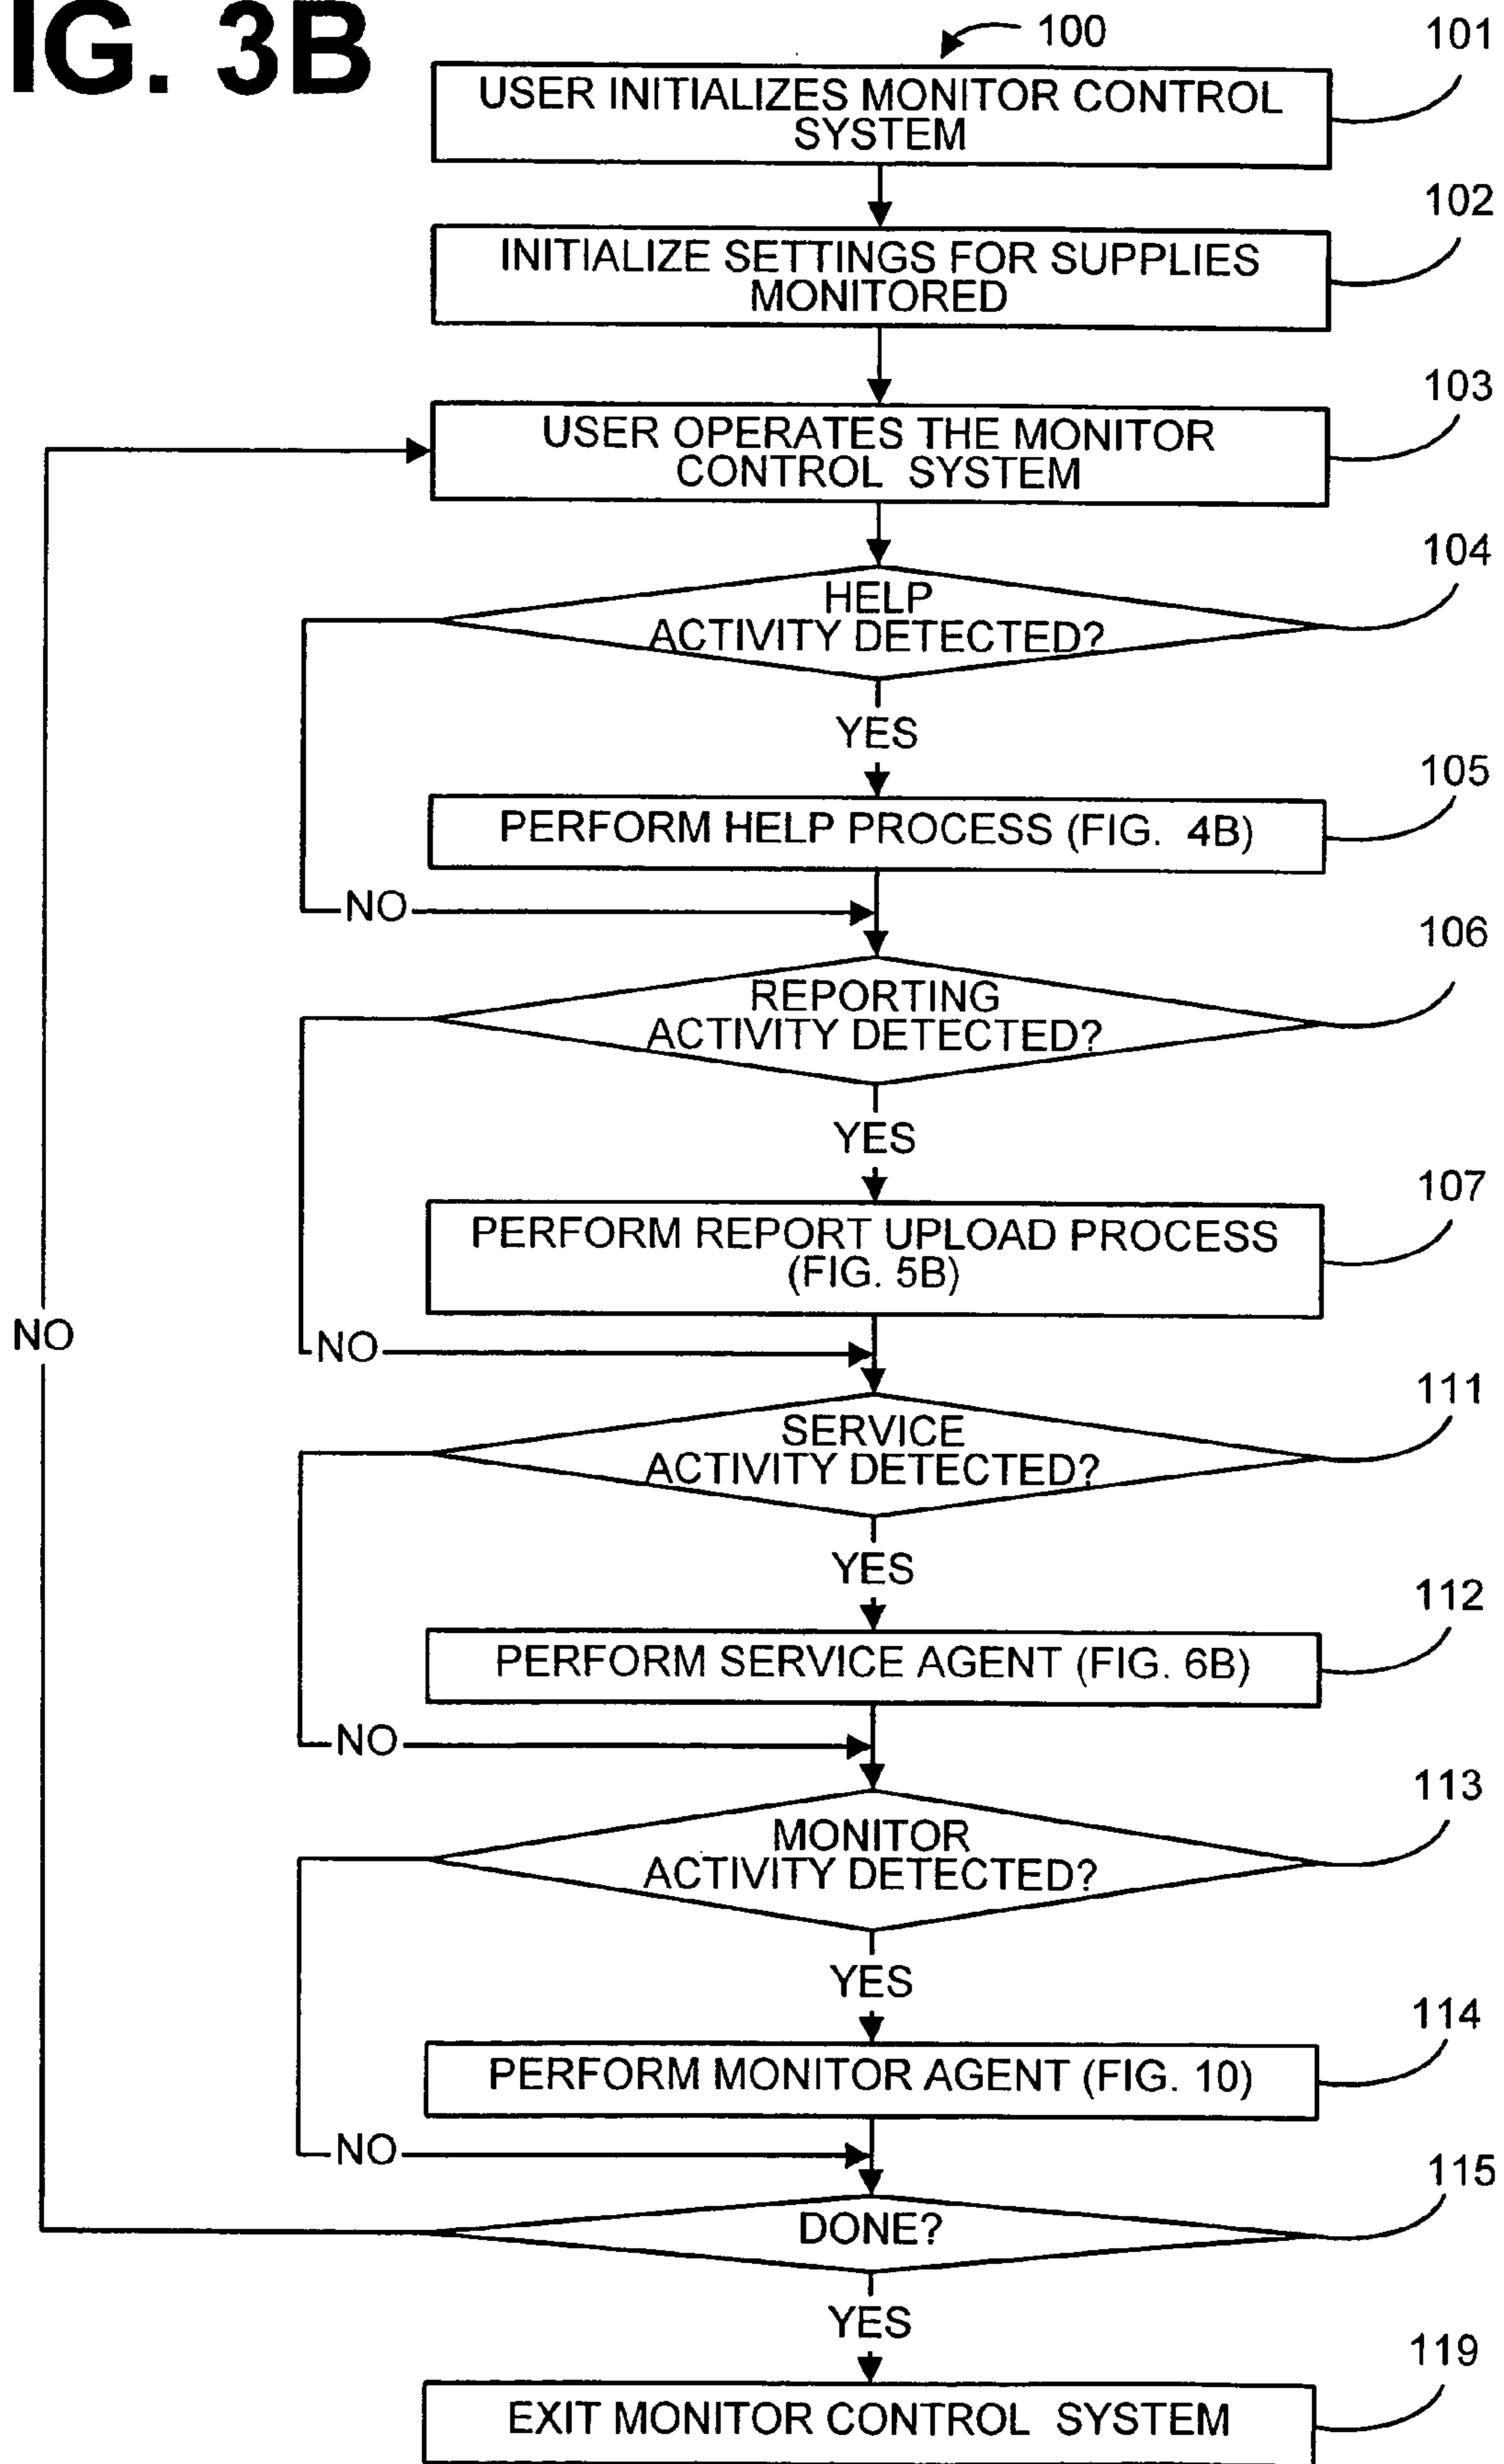 IG. 3B
100
101
USER INITIALIZES MONITOR CONTROL
SYSTEM
102
INITIALIZE SETTINGS FOR SUPPLIES
MONITORED
103
USER OPERATES THE MONITOR
CONTROL SYSTEM
104
HELP
ACTIVITY DETECTED?
YES
105
PERFORM HELP PROCESS (FIG. 4B)
NO
106
REPORTING
ACTIVITY DETECTED?
YES
107
PERFORM REPORT UPLOAD PROCESS
(FIG. 5B)
NO
NO
111
SERVICE
ACTIVITY DETECTED?
YES
112
PERFORM SERVICE AGENT (FIG. 6B)
NO
113
MONITOR
ACTIVITY DETECTED?
YES
114
PERFORM MONITOR AGENT (FIG. 10)
NO
115
DONE?
YES
119
EXIT MONITOR CONTROL SYSTEM